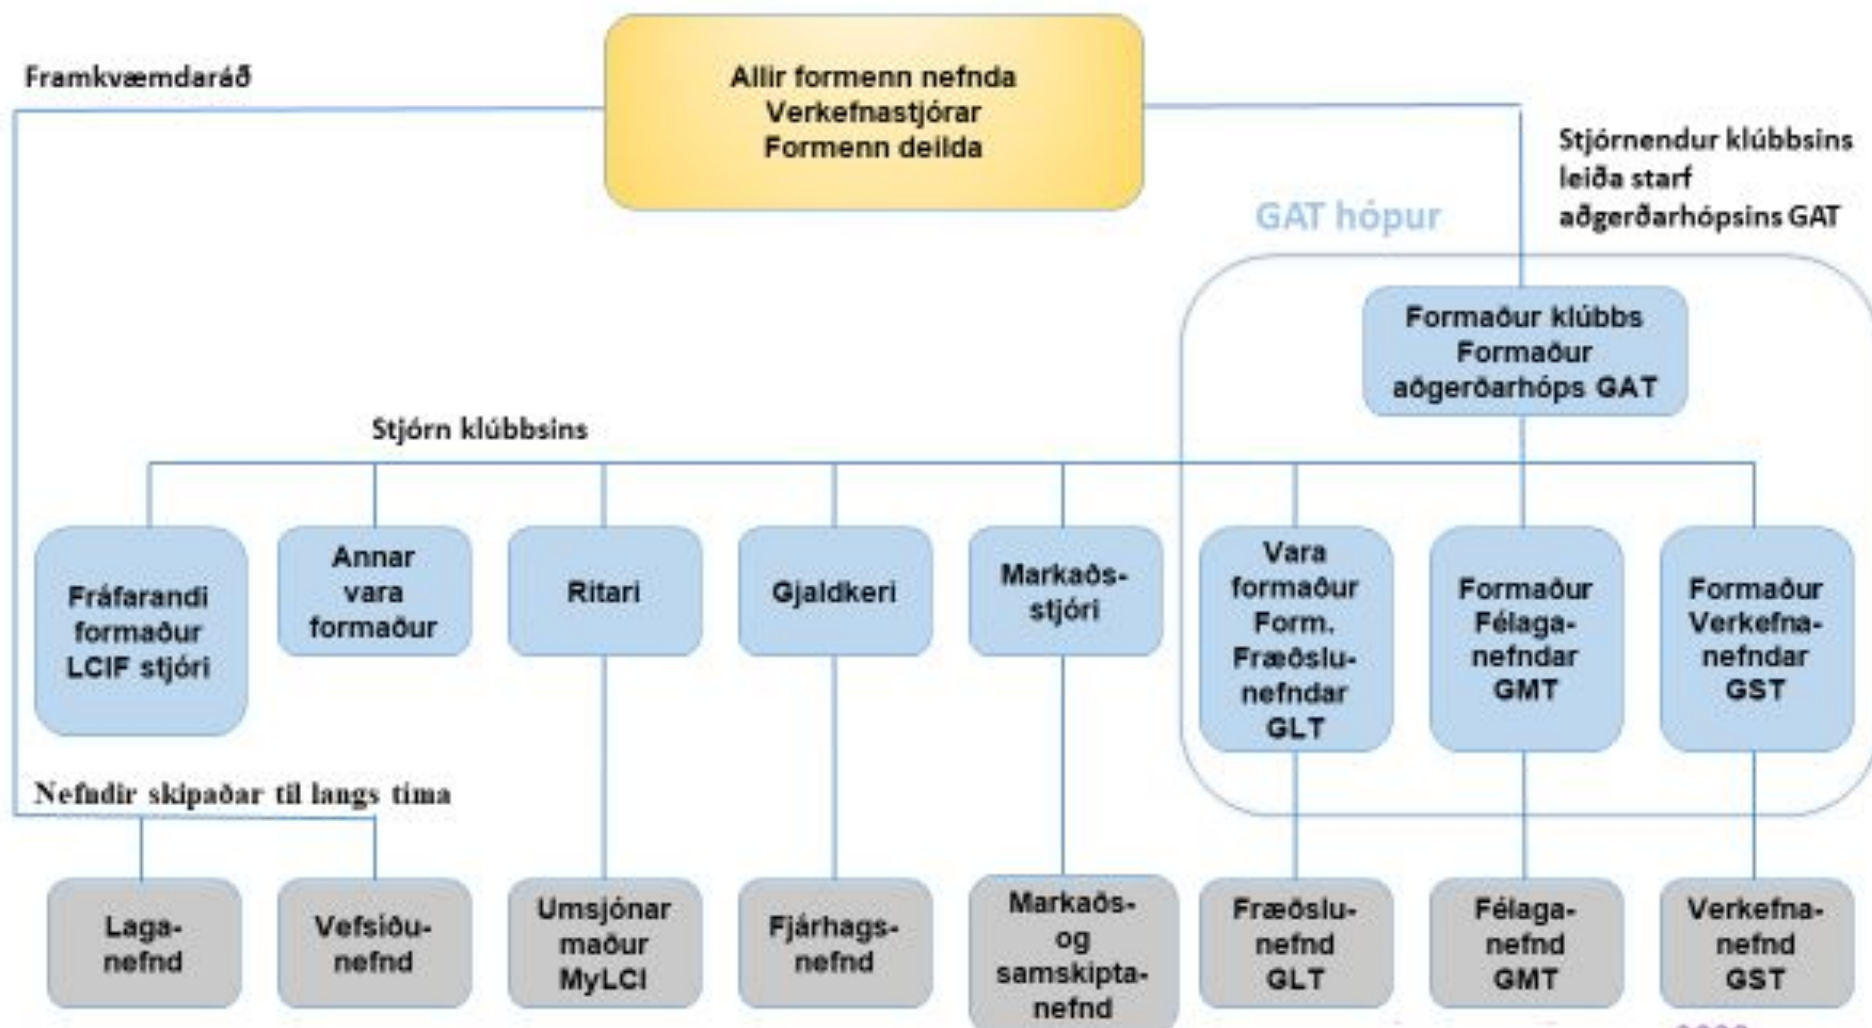 Framkvæmdaráð
Allir formenn nefnda
Verkefnastjórar
Formenn deilda
Stjórnendur klúbbsins
leiða starf
aðgerðarhópsins GAT
GAT hópur
Formaður klúbbs
Formaður
aðgerðarhóps GAT
Stjórn klúbbsins
Fráfarandi
formaður
LCIF stjóri
Annar
vara
formaður
Ritari
Gjaldkeri
Markaðs-
stjóri
Vara
formaður
Form.
Fræðslu-
nefndar
GLT
Formaður
Félaga-
nefndar
GMT
Formaður
Verkefna-
nefndar
GST
Nefndir skipaðar til langs tíma
Laga-
nefnd
Vefsiðu-
nefnd
Umsjónar
maður
MyLCI
Fjárhags-
nefnd
Markaðs-
og
samskipta-
nefnd
Fræðslu-
nefnd
GLT
Félaga-
nefnd
GMT
Verkefna-
nefnd
GST